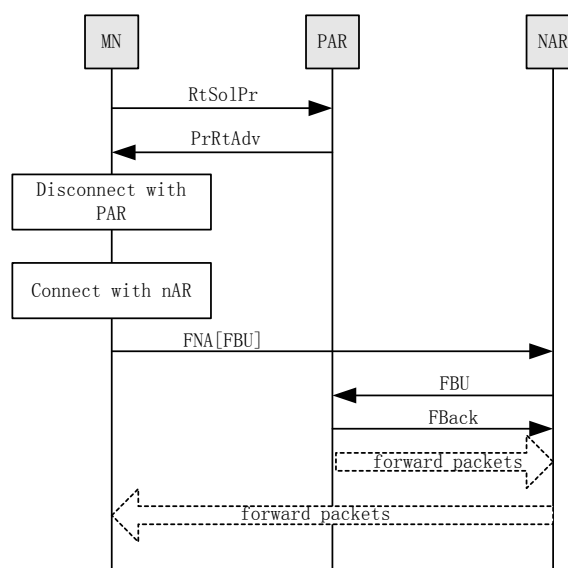 MN
PAR
NAR
RtSolPr
PrRtAdv
Disconnect with
PAR
Connect with nAR
FNA[FBU]
FBU
FBack
forward packets
forward packets